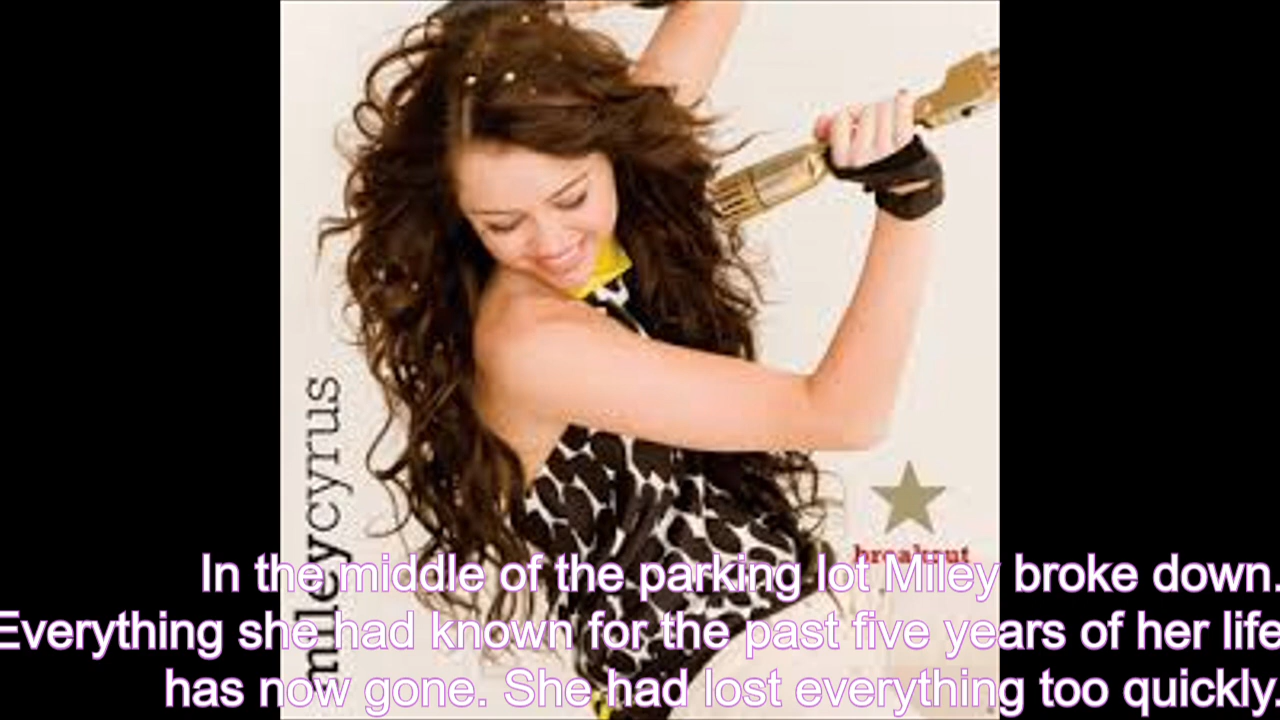 mileycyrus
breakout
In the middle of the parking lot Miley broke down.
Everything she had known for the past five years of her life
has now gone. She had lost everything too quickly.